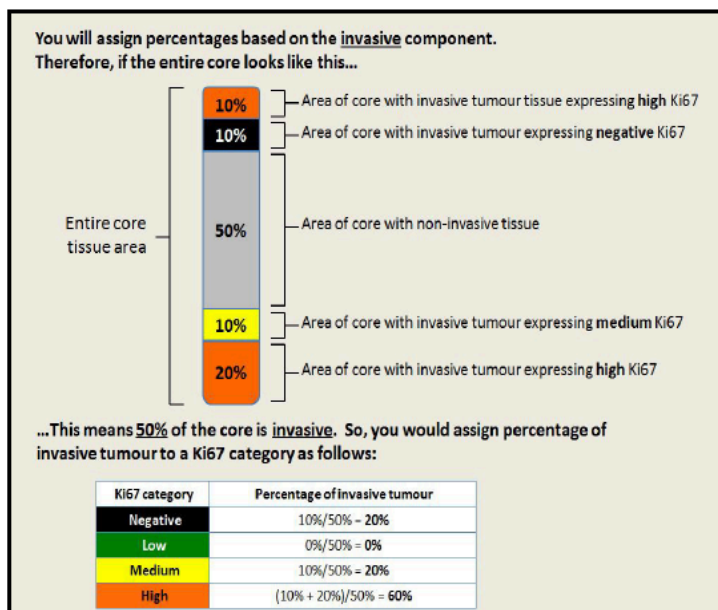 You will assign percentages based on the invasive component.
Therefore, if the entire core looks like this...
10%
Area of core with invasive tumour tissue expressing high Ki67
10%
Area of core with invasive tumour expressing negative Ki67
Entire core
tissue area
50%
Area of core with non-invasive tissue
10%
Area of core with invasive tumour expressing medium Ki67
20%
Area of core with invasive tumour expressing high Ki67
...This means 50% of the core is invasive. So, you would assign percentage of
invasive tumour to a Ki67 category as follows:
Ki67 category Percentage of invasive tumour
Negative 10%/50% = 20%
Low 0%/50% = 0%
Medium 10%/50% = 20%
High (10% + 20%)/50% = 60%